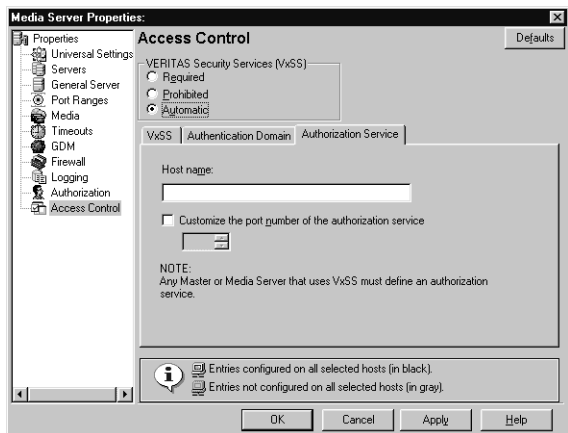 Media Server Properties:
Properties
Universal Settings
Servers
General Server
Port Ranges
Media
Timeouts
GDM
Firewall
Logging
Authorization
Access Control
Access Control
Defaults
VERITAS Security Services (VxSS)
Required
Prohibited
Automatic
VxSS
Authentication Domain
Authorization Service
Host name:
Customize the port number of the authorization service
NOTE:
Any Master or Media Server that uses VxSS must define an authorization
service.
Entries configured on all selected hosts (in black).
Entries not configured on all selected hosts (in gray).
OK
Cancel
Apply
Help